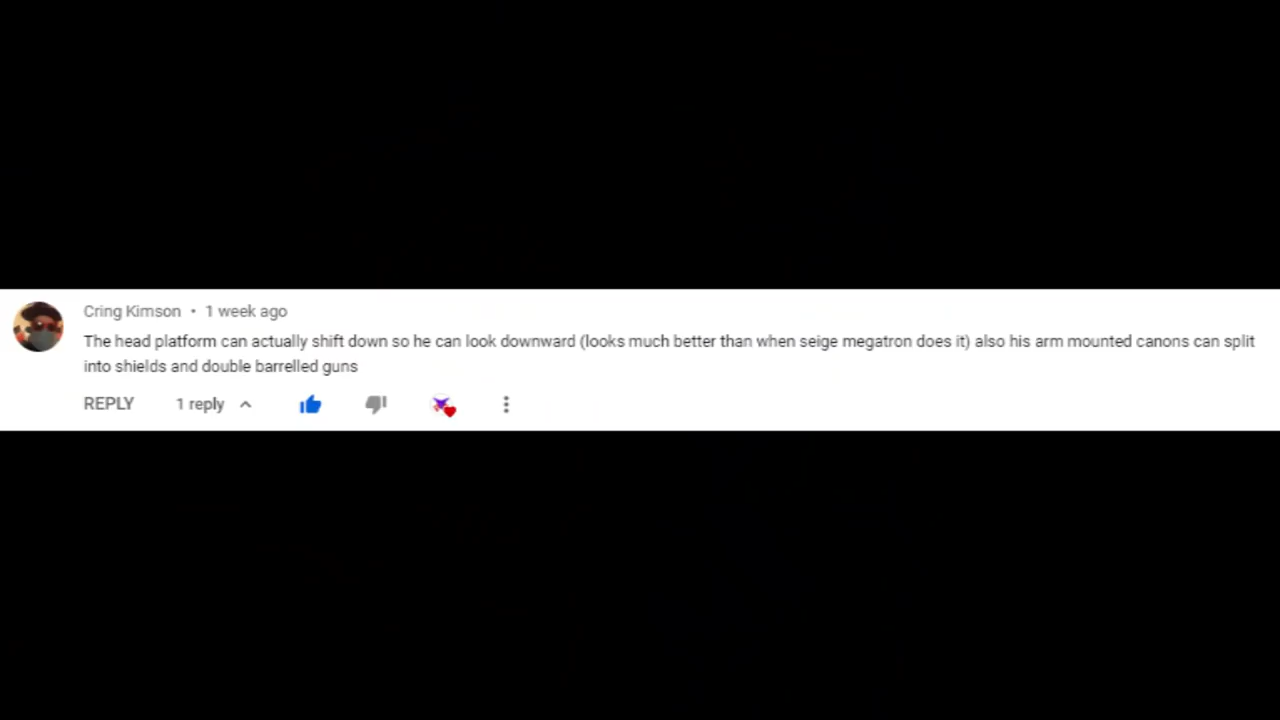 Cring Kimson • 1 week ago
The head platform can actually shift down so he can look downward (looks much better than when seige megatron does it) also his arm mounted canons can split
into shields and double barrelled guns
REPLY 1 reply